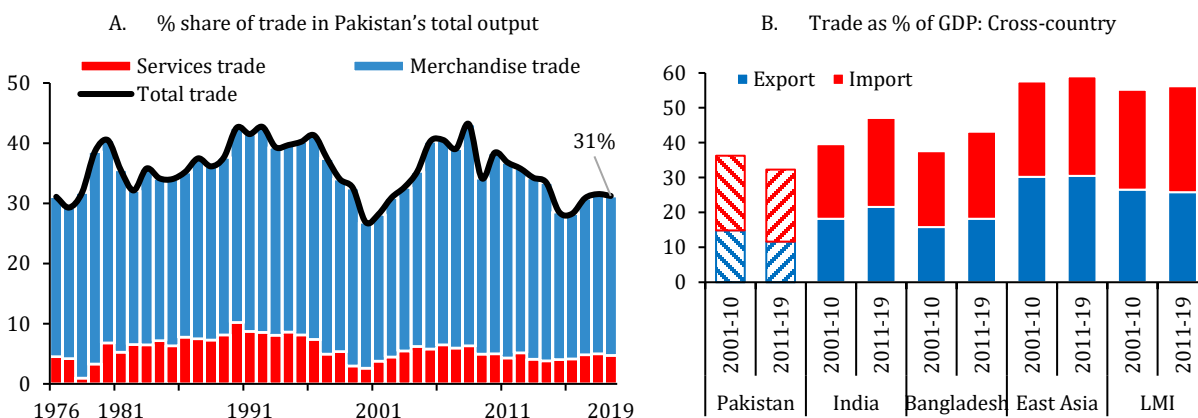 A. % share of trade in Pakistan's total output
Services trade
Merchandise trade
Total trade
50
40
30
20
10
0
31%
1976
1981
1991
2001
2011
2019
B. Trade as % of GDP: Cross-country
Export
Import
60
50
40
30
20
10
0
2001-10
2011-19
2001-10
2011-19
2001-10
2011-19
2001-10
2011-19
2001-10
2011-19
Pakistan
India
Bangladesh
East Asia
LMI